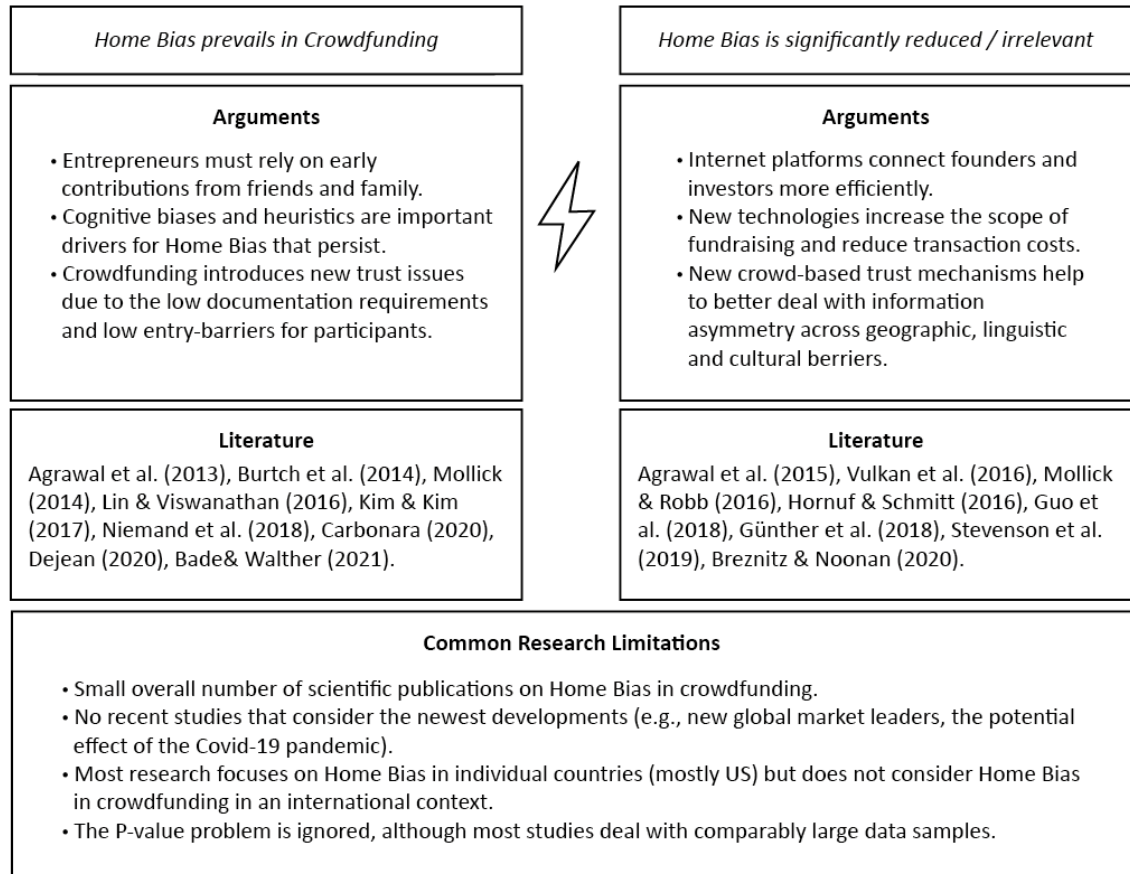 Home Bias prevails in Crowdfunding
Arguments
• Entrepreneurs must rely on early
contributions from friends and family.
• Cognitive biases and heuristics are important
drivers for Home Bias that persist.
• Crowdfunding introduces new trust issues
due to the low documentation requirements
and low entry-barriers for participants.
Literature
Agrawal et al. (2013), Burtch et al. (2014), Mollick
(2014), Lin & Viswanathan (2016), Kim & Kim
(2017), Niemand et al. (2018), Carbonara (2020),
Dejean (2020), Bade& Walther (2021).
Home Bias is significantly reduced / irrelevant
Arguments
• Internet platforms connect founders and
investors more efficiently.
• New technologies increase the scope of
fundraising and reduce transaction costs.
• New crowd-based trust mechanisms help
to better deal with information
asymmetry across geographic, linguistic
and cultural berriers.
Literature
Agrawal et al. (2015), Vulkan et al. (2016), Mollick
& Robb (2016), Hornuf & Schmitt (2016), Guo et
al. (2018), Günther et al. (2018), Stevenson et al.
(2019), Breznitz & Noonan (2020).
Common Research Limitations
• Small overall number of scientific publications on Home Bias in crowdfunding.
• No recent studies that consider the newest developments (e.g., new global market leaders, the potential
effect of the Covid-19 pandemic).
• Most research focuses on Home Bias in individual countries (mostly US) but does not consider Home Bias
in crowdfunding in an international context.
• The P-value problem is ignored, although most studies deal with comparably large data samples.